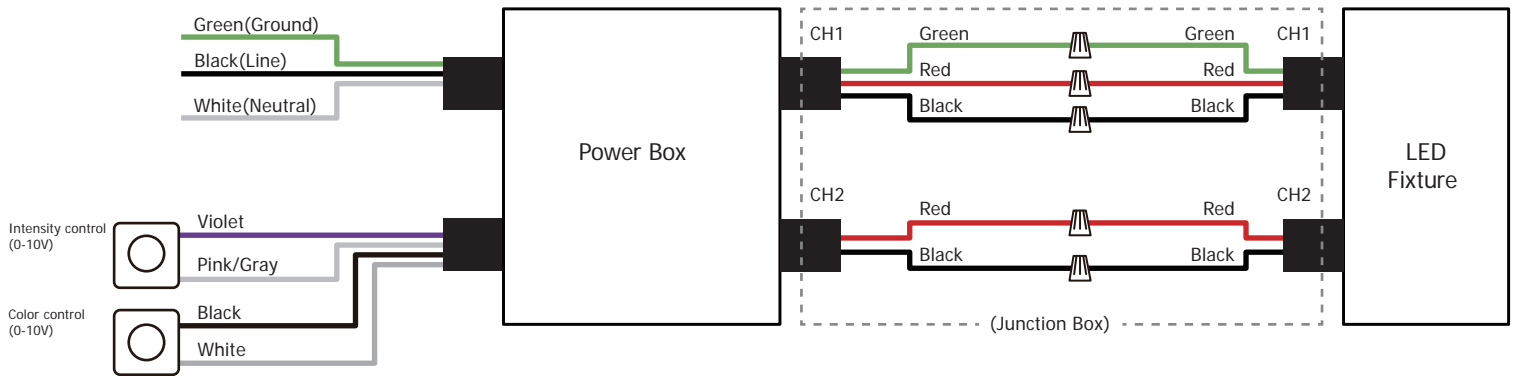 Green(Ground)
Black(Line)
White(Neutral)
Intensity control
(0-10V)
Violet
Pink/Gray
Color control
(0-10V)
Black
White
Power Box
CH1
Green
Green
CH1
Red
Red
Black
Black
CH2
Red
Red
CH2
Black
Black
(Junction Box)
LED
Fixture